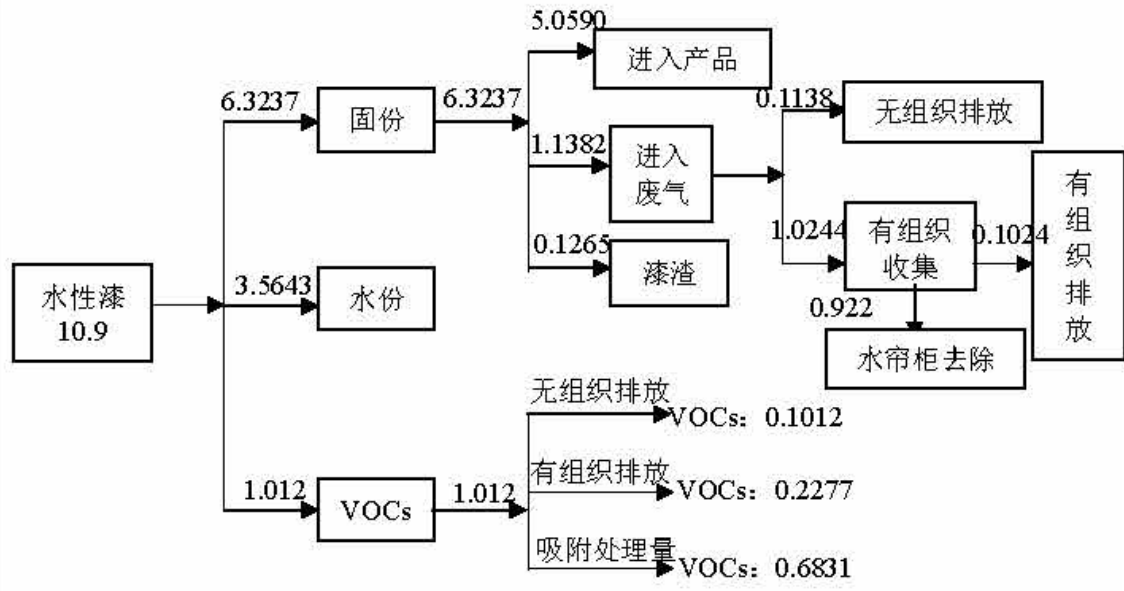 5.0590
进入产品
6.3237
固份
6.3237
0.1138
无组织排放
1.1382
进入
废气
1.0244
有组织
收集
0.1024
有
组
织
排
放
0.1265
漆渣
水性漆
10.9
3.5643
水份
0.922
水帘柜去除
无组织排放
VOCs: 0.1012
有组织排放
VOCs: 0.2277
1.012
VOCs
1.012
吸附处理量
VOCs: 0.6831